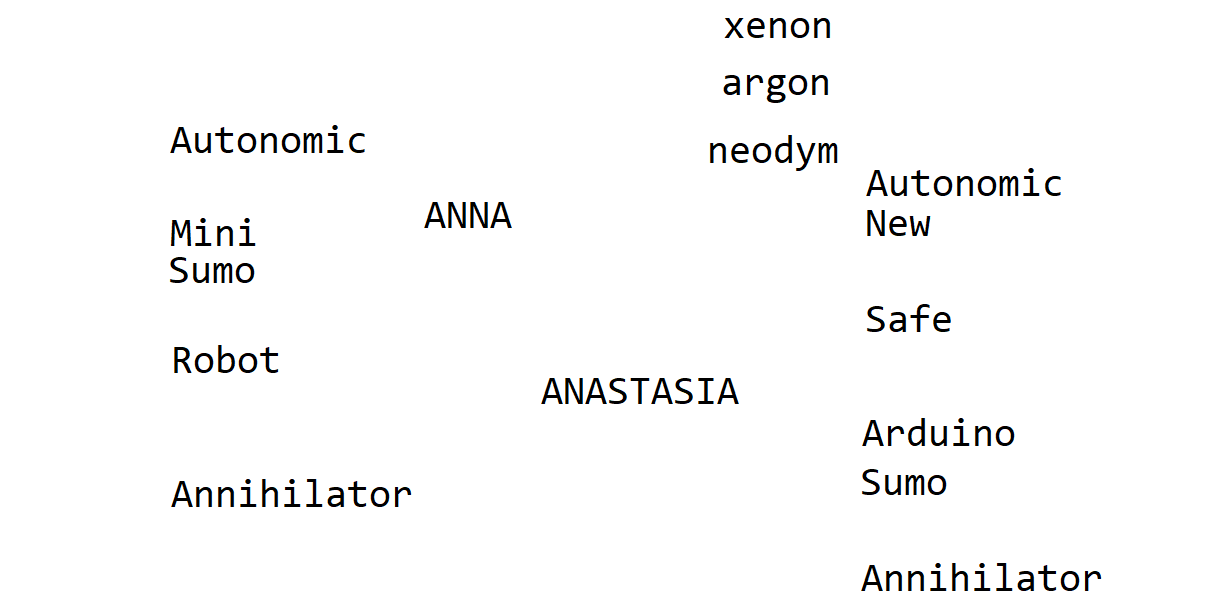 xenon
argon
neodym
Autonomic
Mini
Sumo
Robot
Annihilator
ANNA
ANASTASIA
Autonomic
New
Safe
Arduino
Sumo
Annihilator